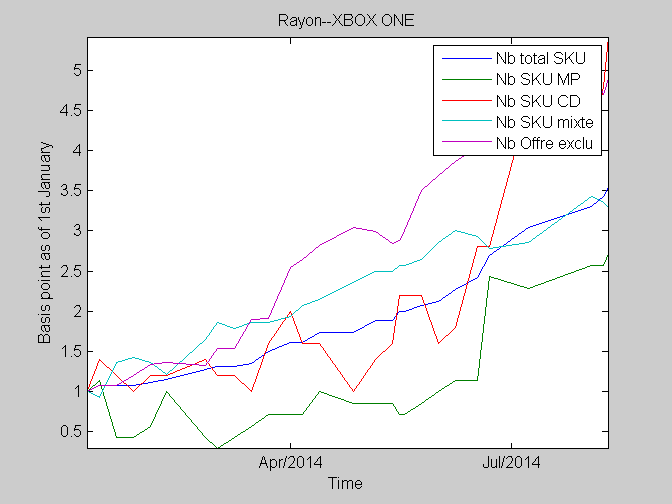 Rayon--XBOX ONE
Nb total SKU
Nb SKU MP
Nb SKU CD
Nb SKU mixte
Nb Offre exclu
5
4.5
4
3.5
3
2.5
2
1.5
1
0.5
Basis point as of 1st January
Apr/2014
Jul/2014
Time